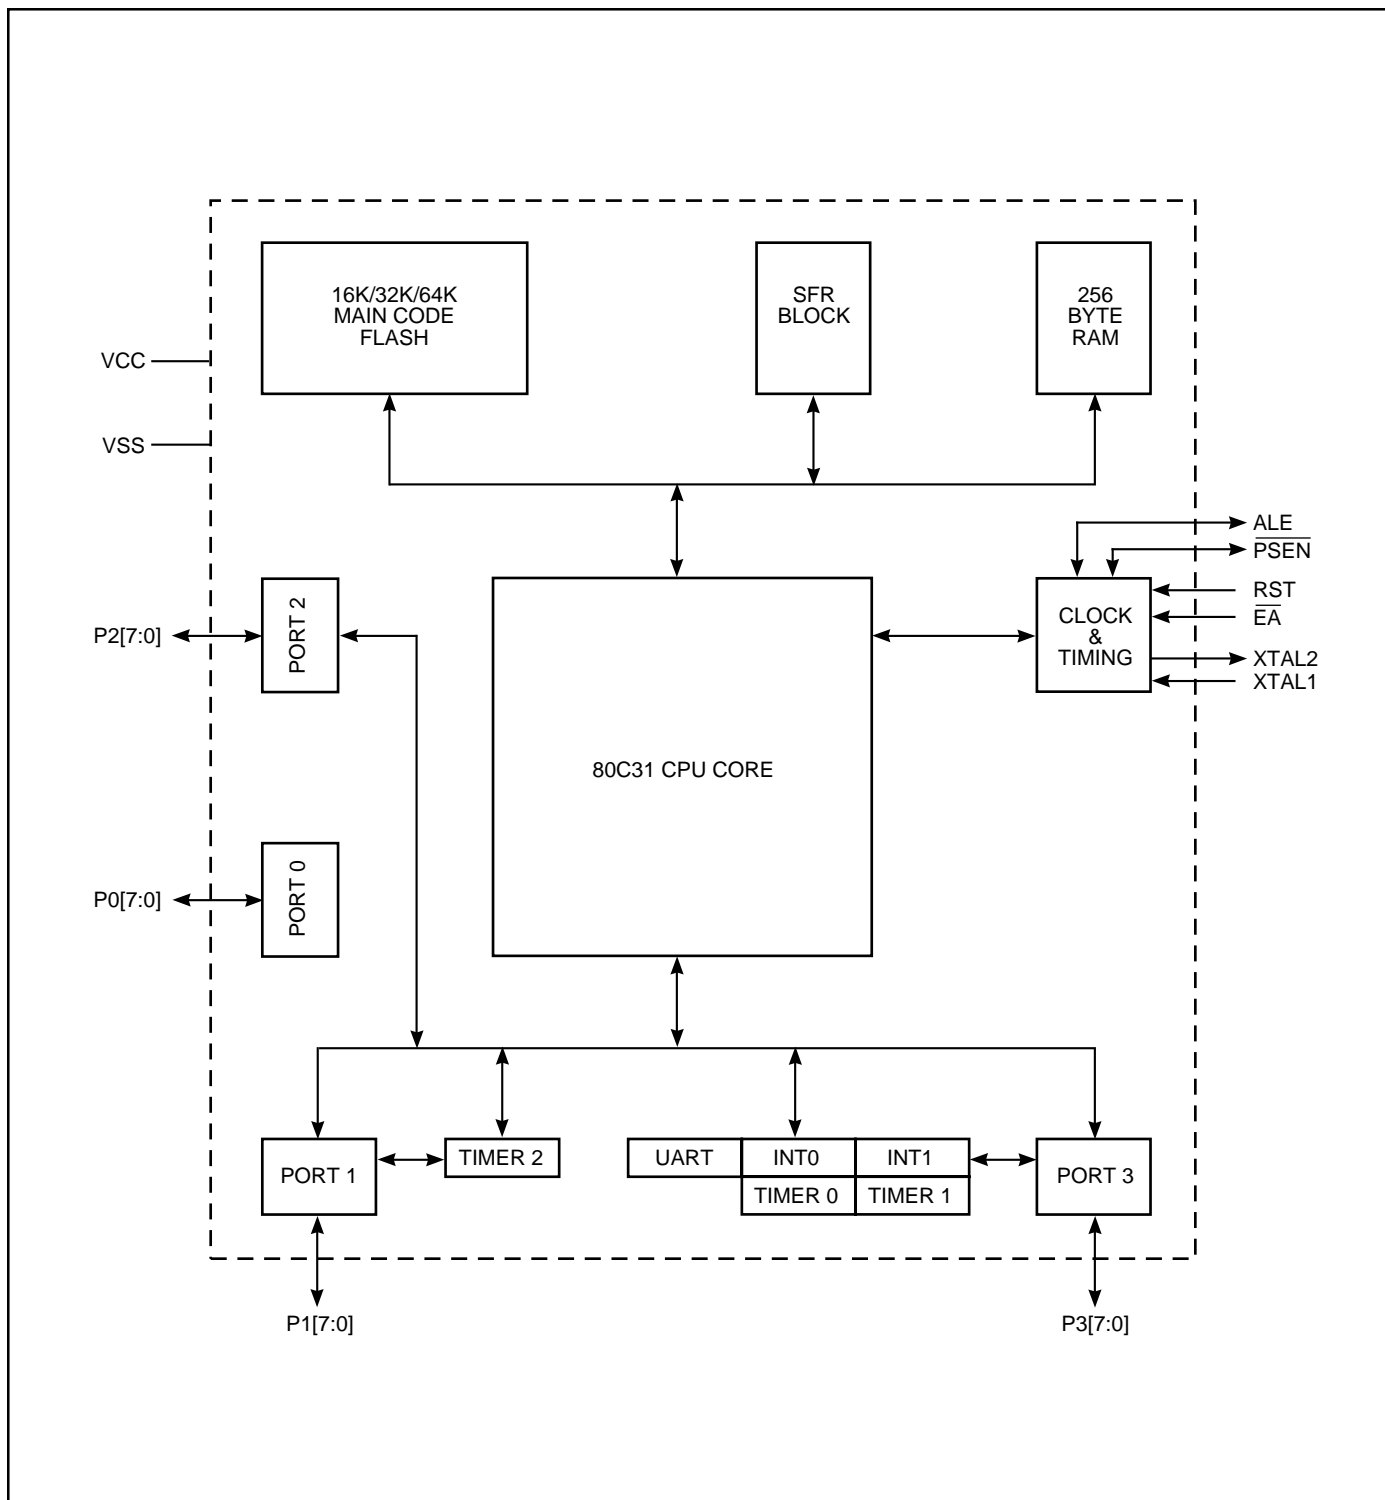 16K/32K/64K
MAIN CODE
FLASH
SFR
BLOCK
256
BYTE
RAM
VCC
VSS
ALE
PSEN
RST
EA
XTAL2
XTAL1
CLOCK
&
TIMING
P2[7:0]
PORT 2
80C31 CPU CORE
P0[7:0]
PORT 0
PORT 1
TIMER 2
UART
INT0
INT1
TIMER 0
TIMER 1
PORT 3
P1[7:0]
P3[7:0]